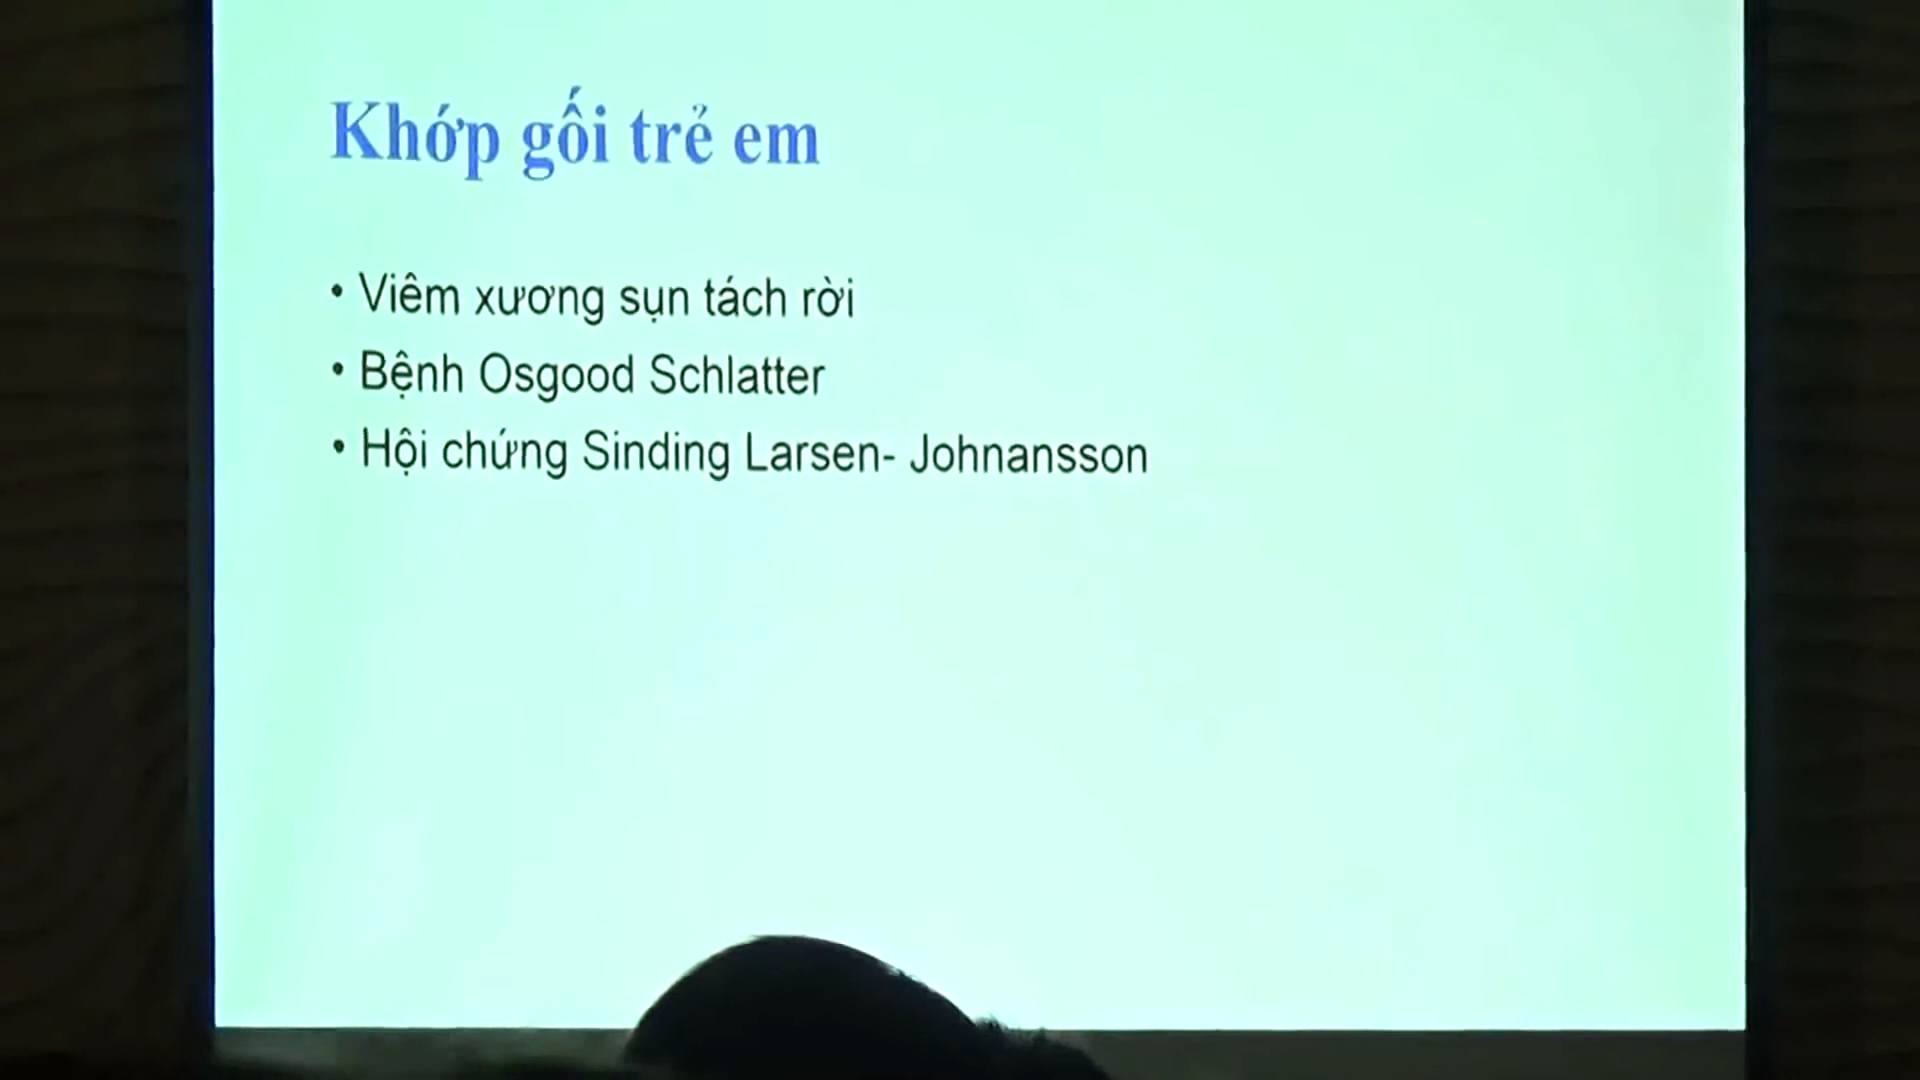 Khớp gối trẻ em
• Viêm xương sụn tách rời
• Bệnh Osgood Schlatter
• Hội chứng Sinding Larsen- Johnansson